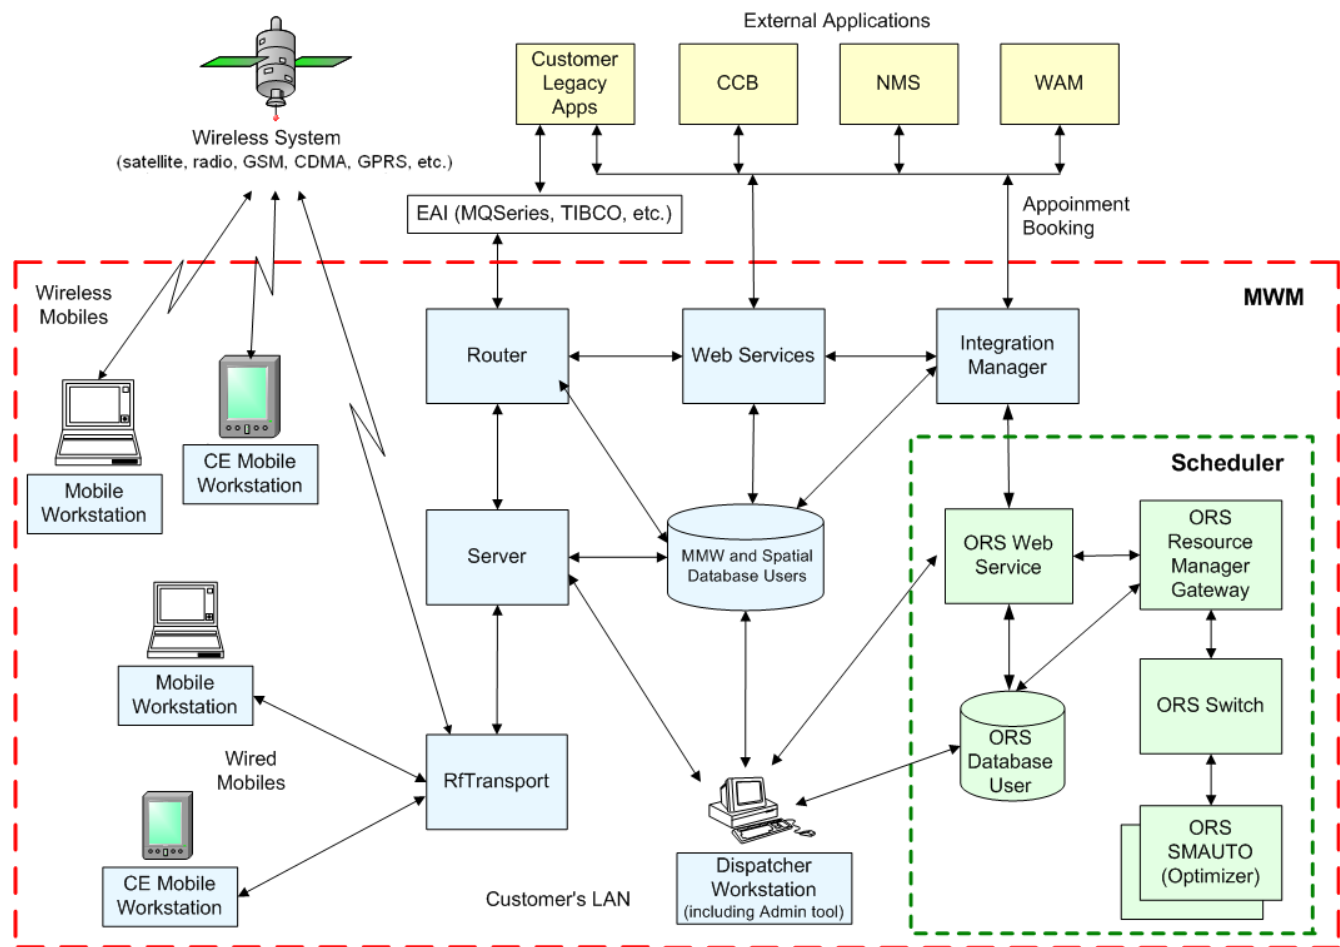 External Applications
Customer
Legacy
Apps
CCB
NMS
WAM
Wireless System
(satellite, radio, GSM, CDMA, GPRS, etc.)
EAI (MQSeries, TIBCO, etc.)
Appoinment
Booking
Wireless
Mobiles
MWM
Router
Web Services
Integration
Manager
CE Mobile
Workstation
Mobile
Workstation
Scheduler
Server
MMW and Spatial
Database Users
ORS Web
Service
ORS
Resource
Manager
Gateway
Mobile
Workstation
ORS Switch
Wired
Mobiles
RfTransport
ORS
Database
User
ORS
SMAUTO
(Optimizer)
CE Mobile
Workstation
Customer's LAN
Dispatcher
Workstation
(including Admin tool)